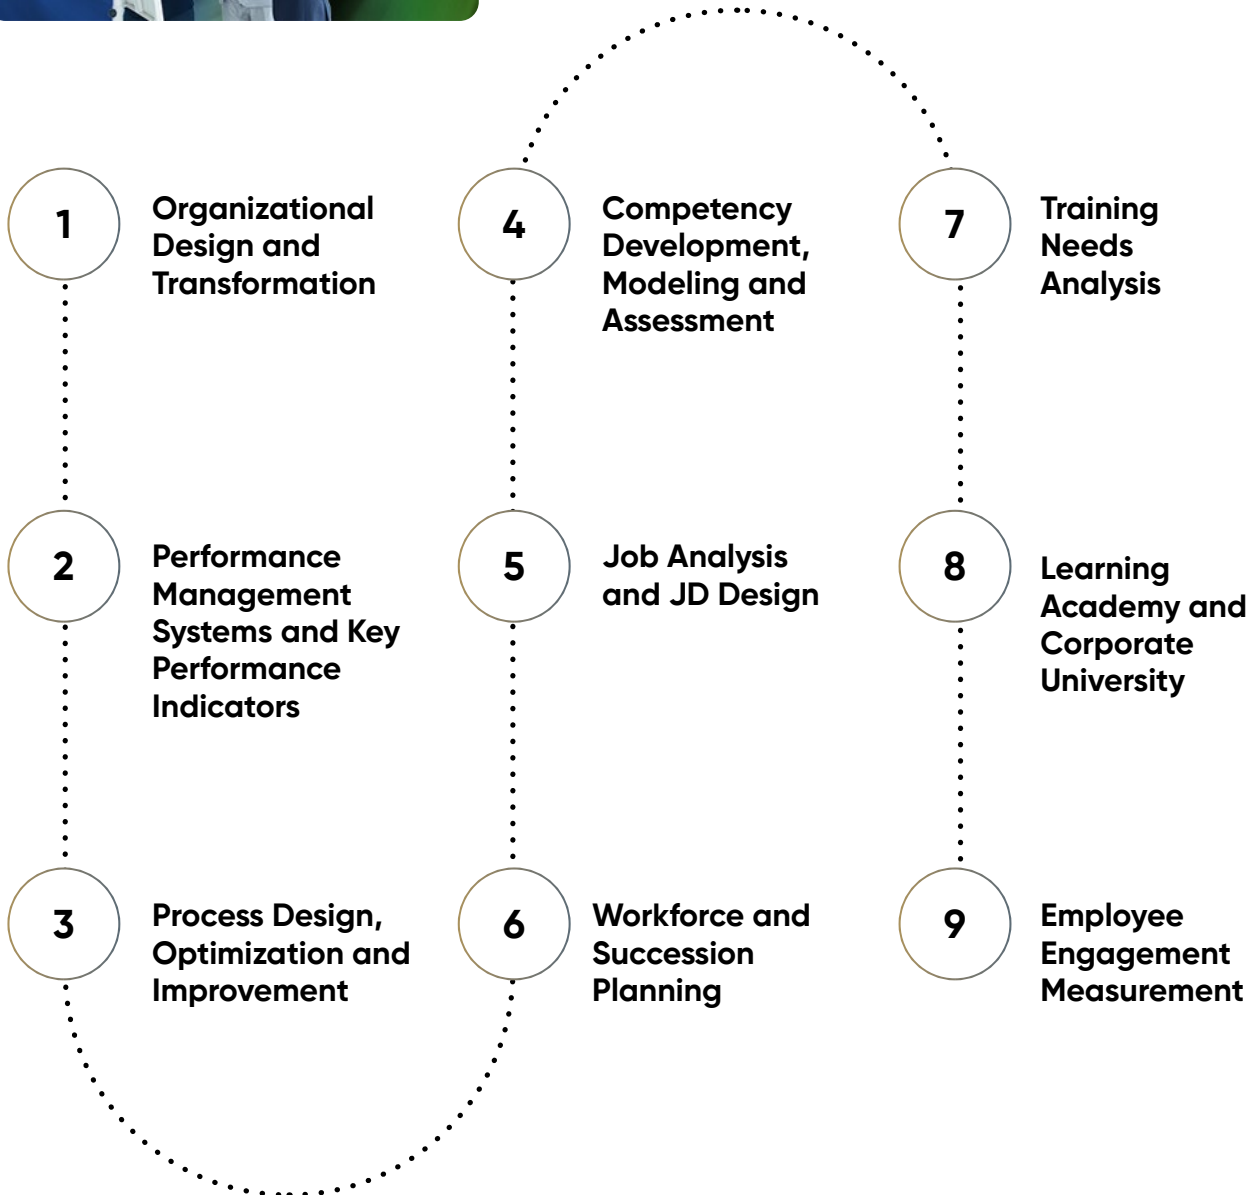 1
Organizational
Design and
Transformation
2
Performance
Management
Systems and Key
Performance
Indicators
3
Process Design,
Optimization and
Improvement
4
Competency
Development,
Modeling and
Assessment
5
Job Analysis
and JD Design
6
Workforce and
Succession
Planning
7
Training
Needs
Analysis
8
Learning
Academy and
Corporate
University
9
Employee
Engagement
Measurement